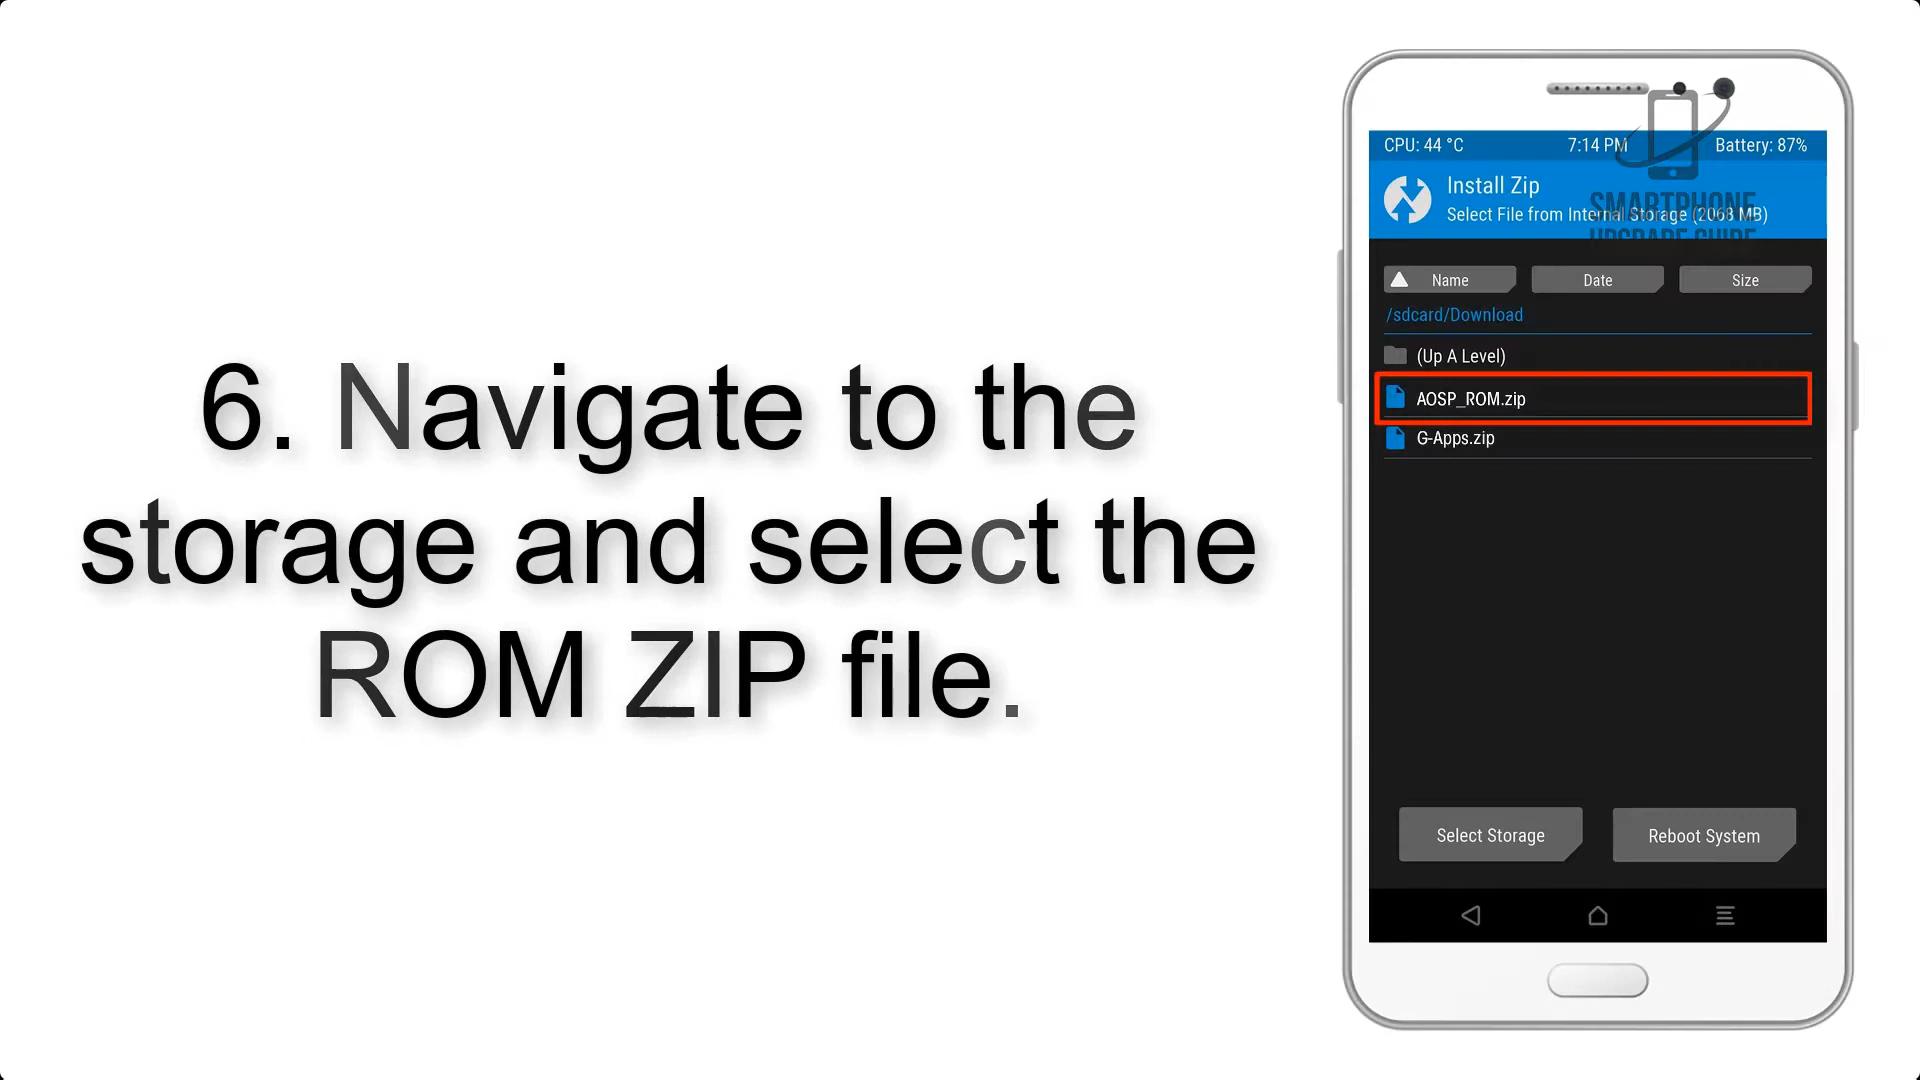 6. Navigate to the
storage and select the
ROM ZIP file.
CPU: 44 °C 7:14 PM Battery: 87%
Install Zip
Select File from Internal Storage (2068 MB)
SMARTPHONE
UPGRADE GUIDE
Name Date Size
/sdcard/Download
(Up A Level)
AOSP_ROM.zip
G-Apps.zip
Select Storage Reboot System